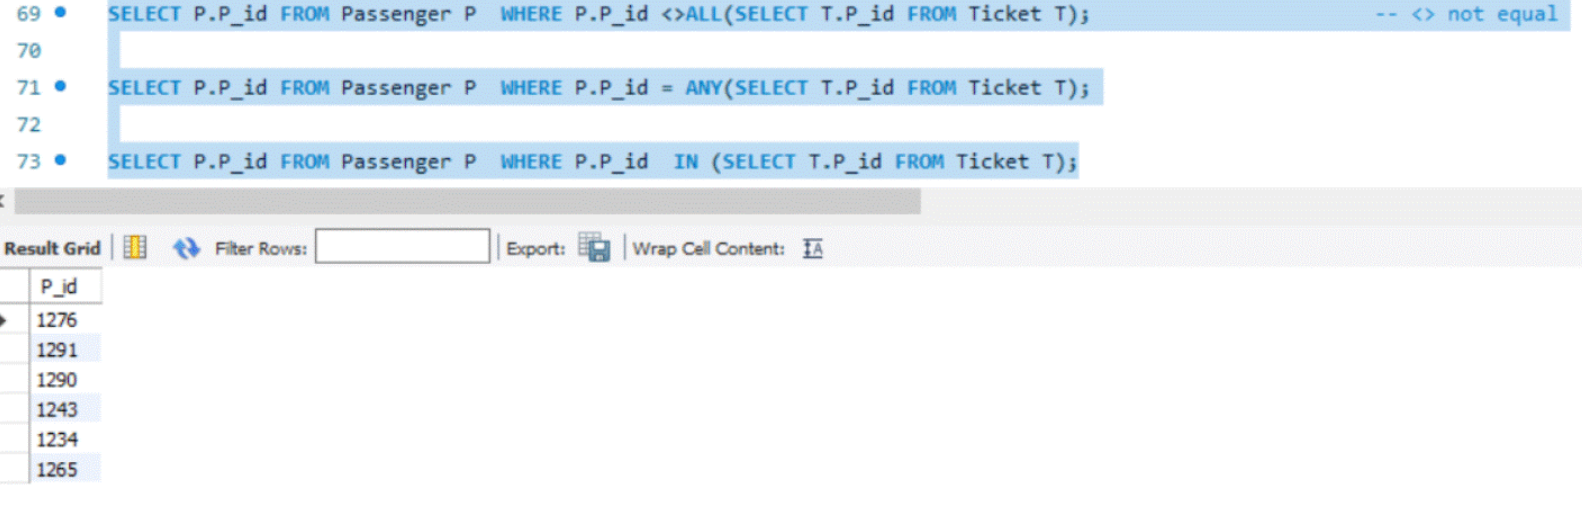 69 SELECT P.P_id FROM Passenger P  WHERE P.P_id <>ALL(SELECT T.P_id FROM Ticket T); -- <> not equal
70
71 SELECT P.P_id FROM Passenger P  WHERE P.P_id = ANY(SELECT T.P_id FROM Ticket T);
72
73 SELECT P.P_id FROM Passenger P  WHERE P.P_id  IN (SELECT T.P_id FROM Ticket T);
Result Grid Filter Rows: Export: Wrap Cell Content: IA
P_id
1276
1291
1290
1243
1234
1265